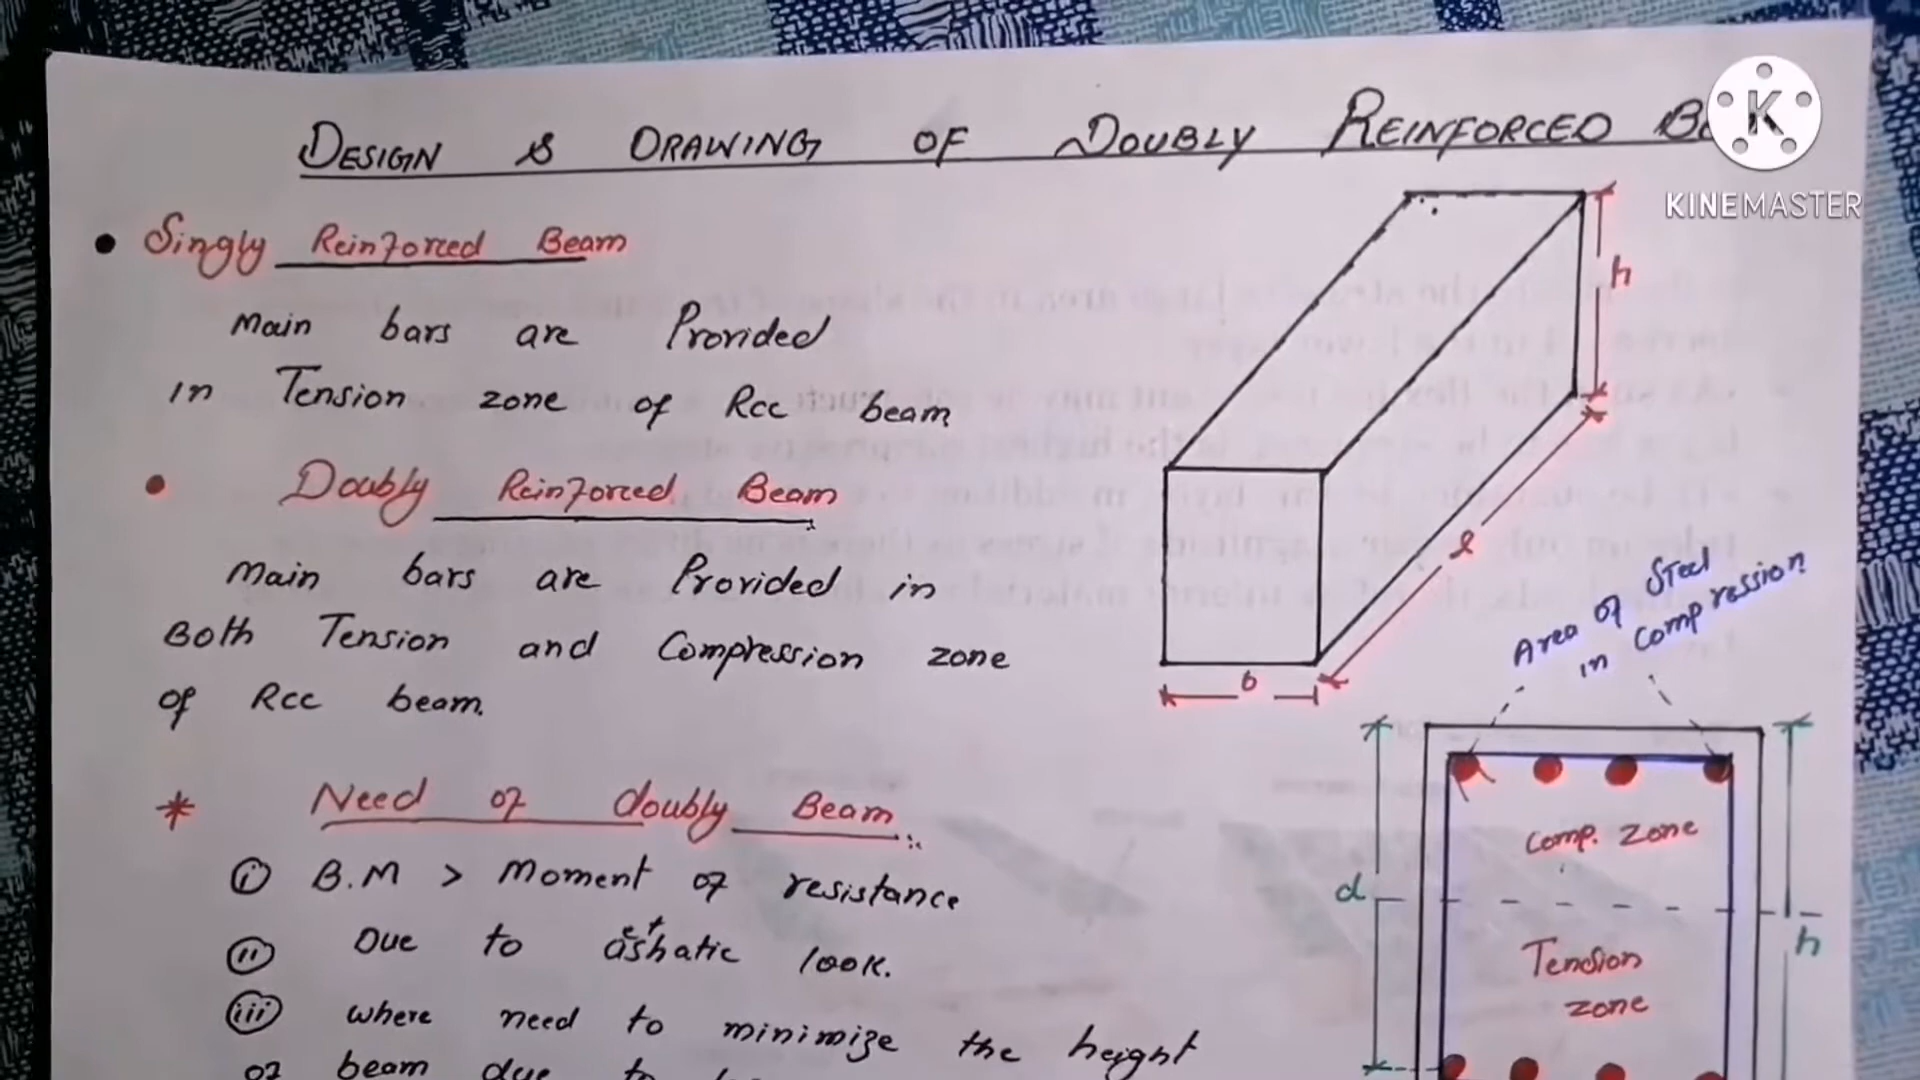 DESIGN & DRAWING OF DOUBLY REINFORCED
KINEMASTER
• Singly Reinforced Beam
Main bars are Provided
in Tension zone of Rcc beam
• Doubly Reinforced Beam
Main bars are Provided in
Both Tension and Compression zone
of Rcc beam.
* Need of doubly Beam
(i) B.M > Moment of resistance
(ii) Due to ashatic look.
(iii) where need to minimize the height
of beam due to
h
l
b
Area of Steel
in Compression
Comp. zone
d
h
Tension
zone